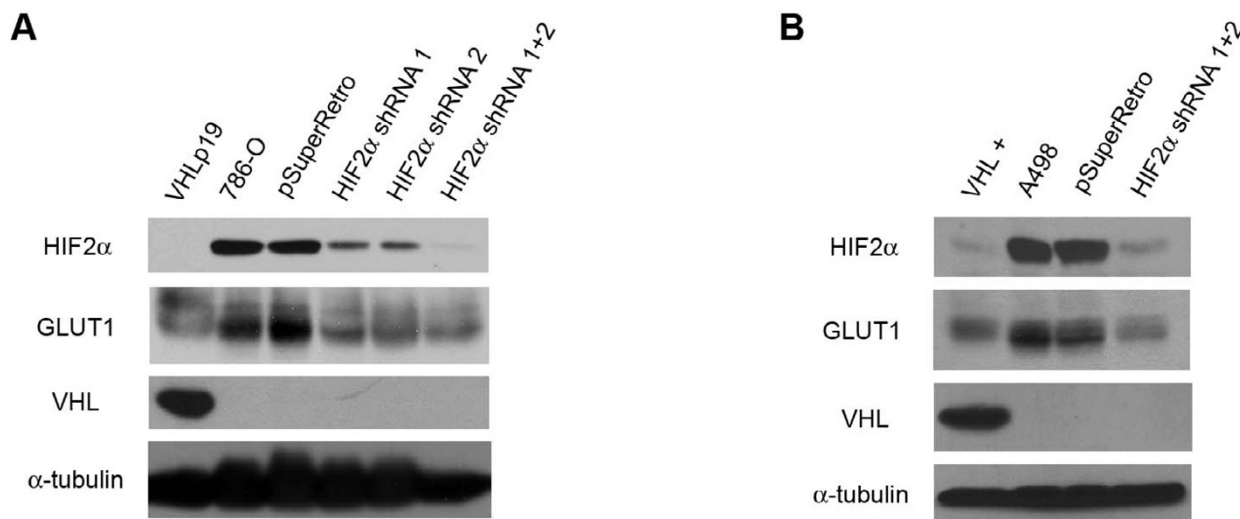 A
VHLp19
786-O
pSuperRetro
HIF2α shRNA 1
HIF2α shRNA 2
HIF2α shRNA 1+2
HIF2α
GLUT1
VHL
α-tubulin
B
VHL +
A498
pSuperRetro
HIF2α shRNA 1+2
HIF2α
GLUT1
VHL
α-tubulin